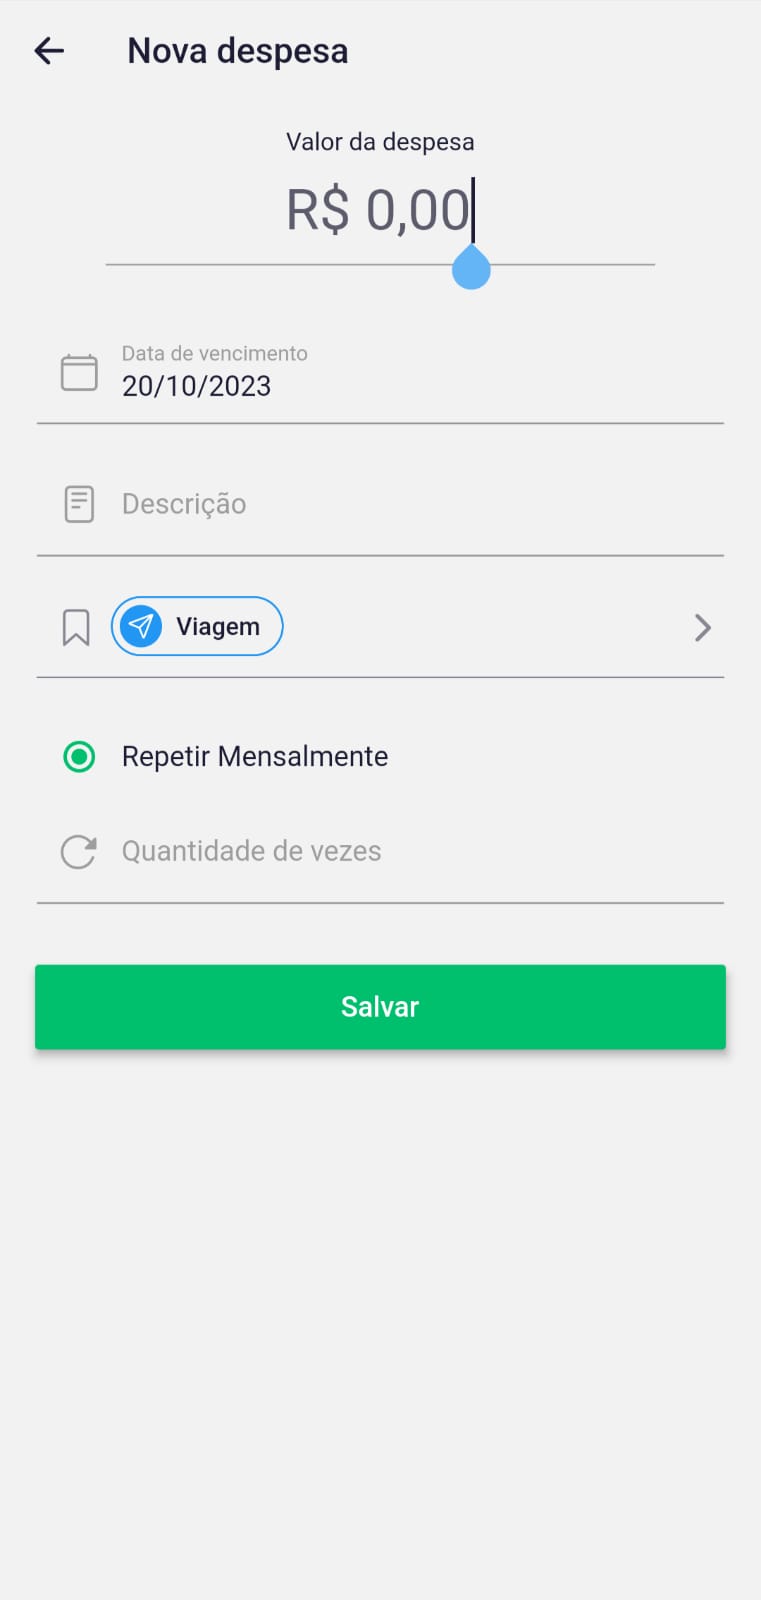 Nova despesa
Valor da despesa
R$ 0,00
Data de vencimento
20/10/2023
Descrição
Viagem
Repetir Mensalmente
Quantidade de vezes
Salvar